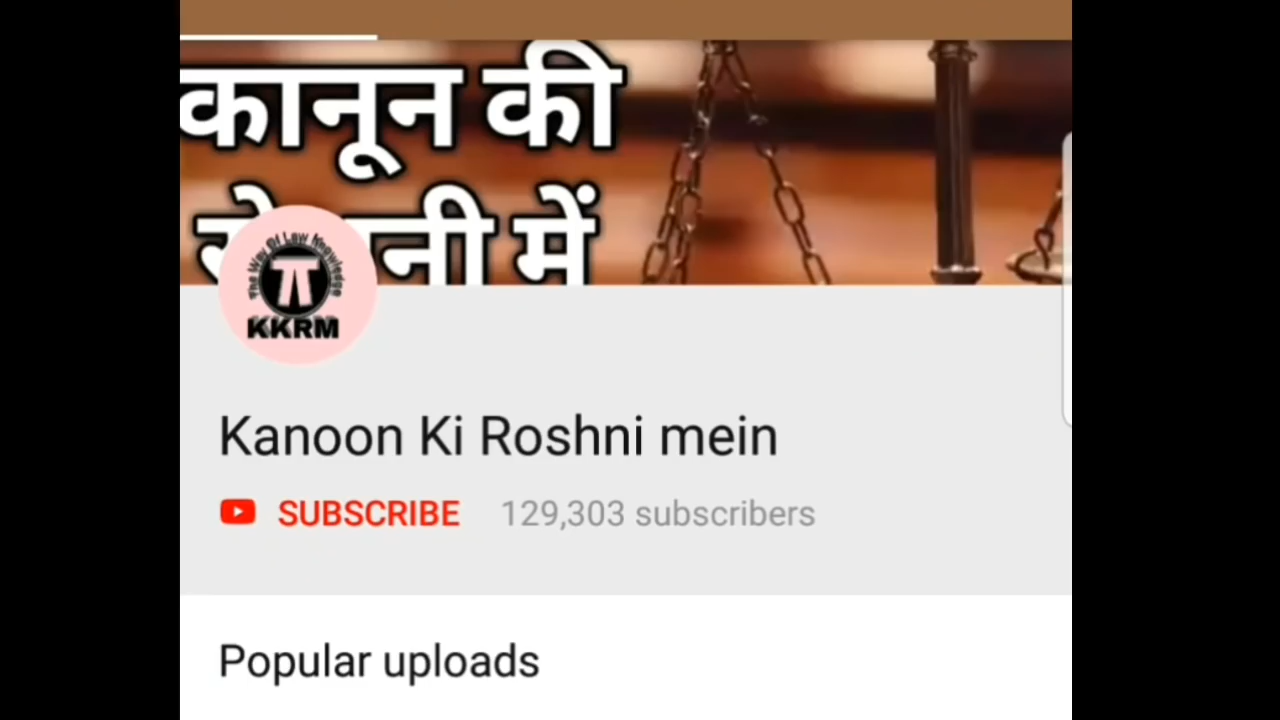 कानून की
नी में
The Way Of Law Knowledge
KKRM
Kanoon Ki Roshni mein
SUBSCRIBE 129,303 subscribers
Popular uploads